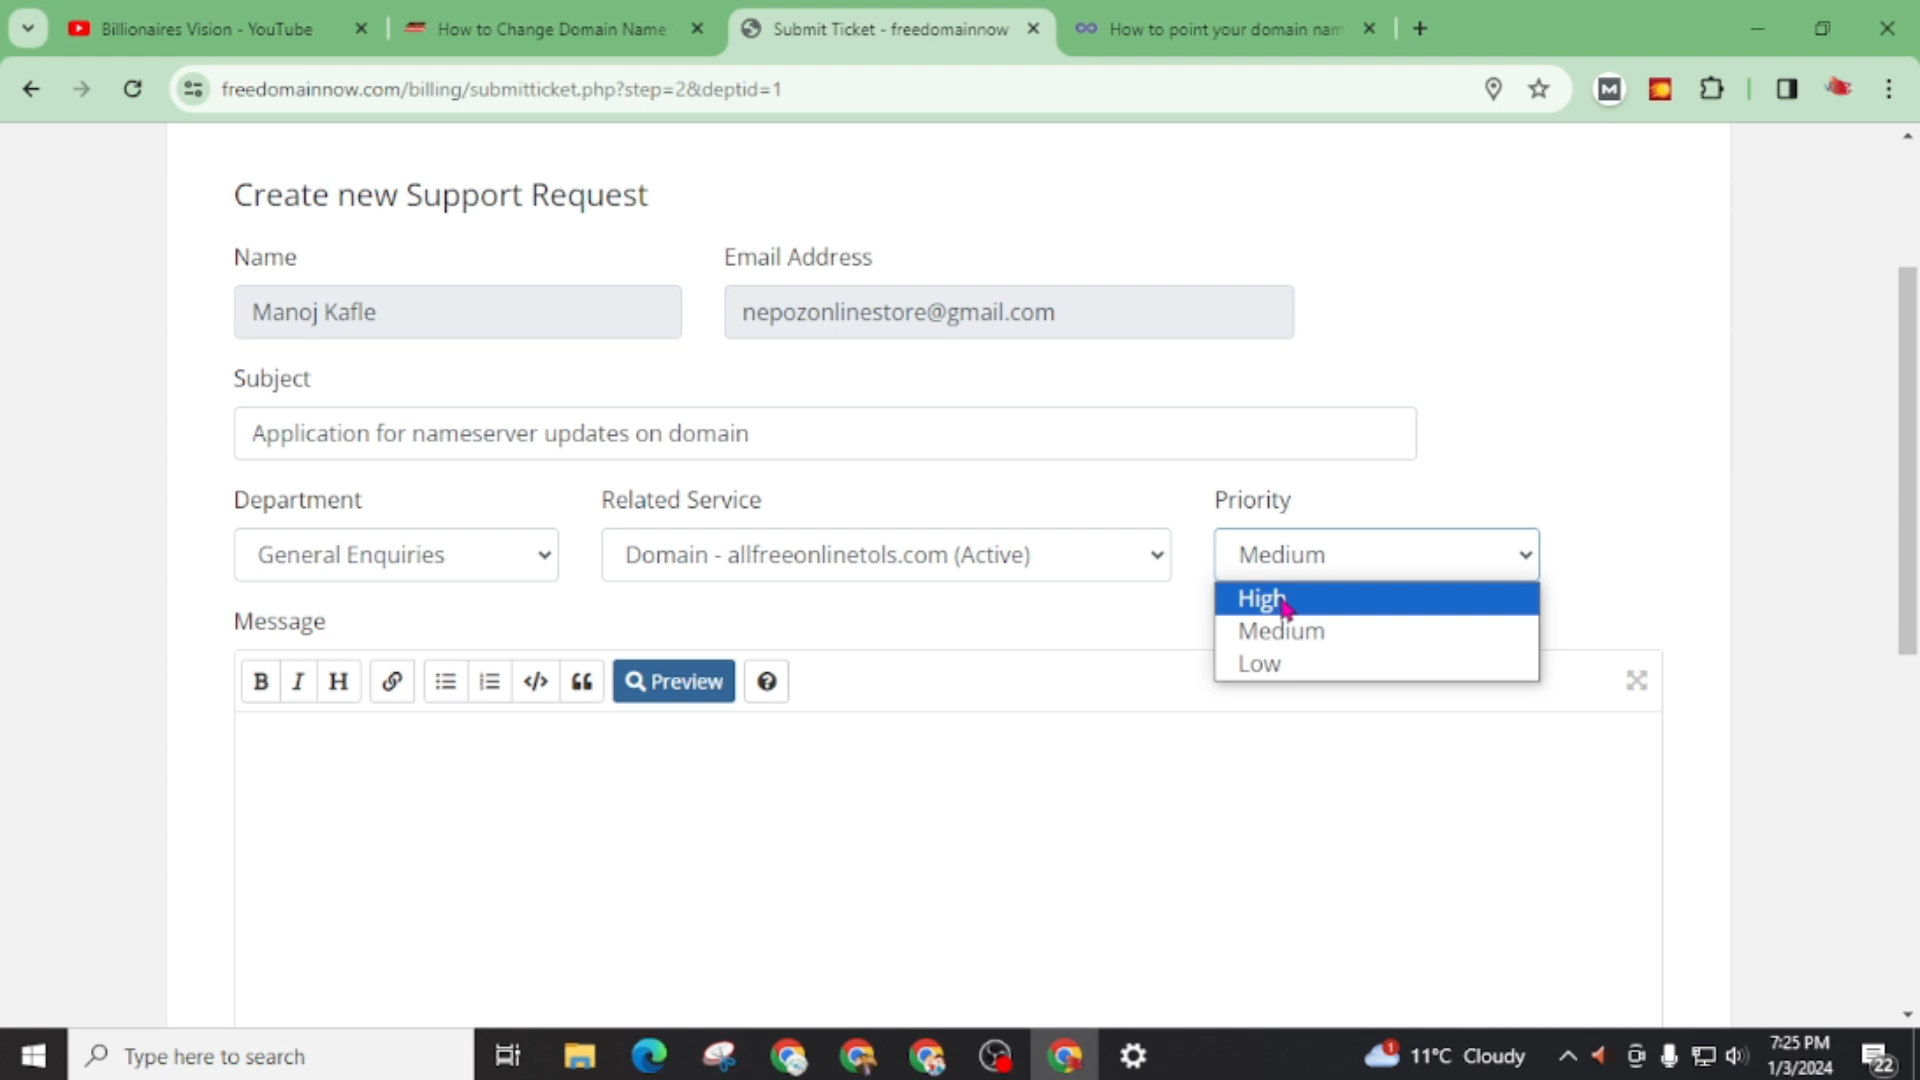 Billionaires Vision - YouTube
How to Change Domain Name
Submit Ticket - freedomainnow
How to point your domain nam
freedomainnow.com/billing/submitticket.php?step=2&deptid=1
Create new Support Request
Name
Email Address
Manoj Kafle
nepozonlinestore@gmail.com
Subject
Application for nameserver updates on domain
Department
Related Service
Priority
General Enquiries
Domain - allfreeonlinetols.com (Active)
Medium
High
Medium
Low
Message
B I H Preview
Type here to search
1
11°C Cloudy
7:25 PM
1/3/2024
22